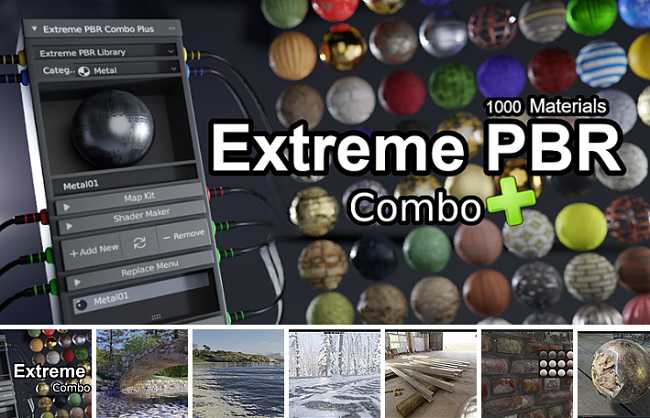 Extreme PBR Combo Plus
Extreme PBR Library
Categ.. Metal
Metal01
Map Kit
Shader Maker
Add New
Remove
Replace Menu
Metal01
1000 Materials
Extreme PBR
Combo
Extreme
Combo